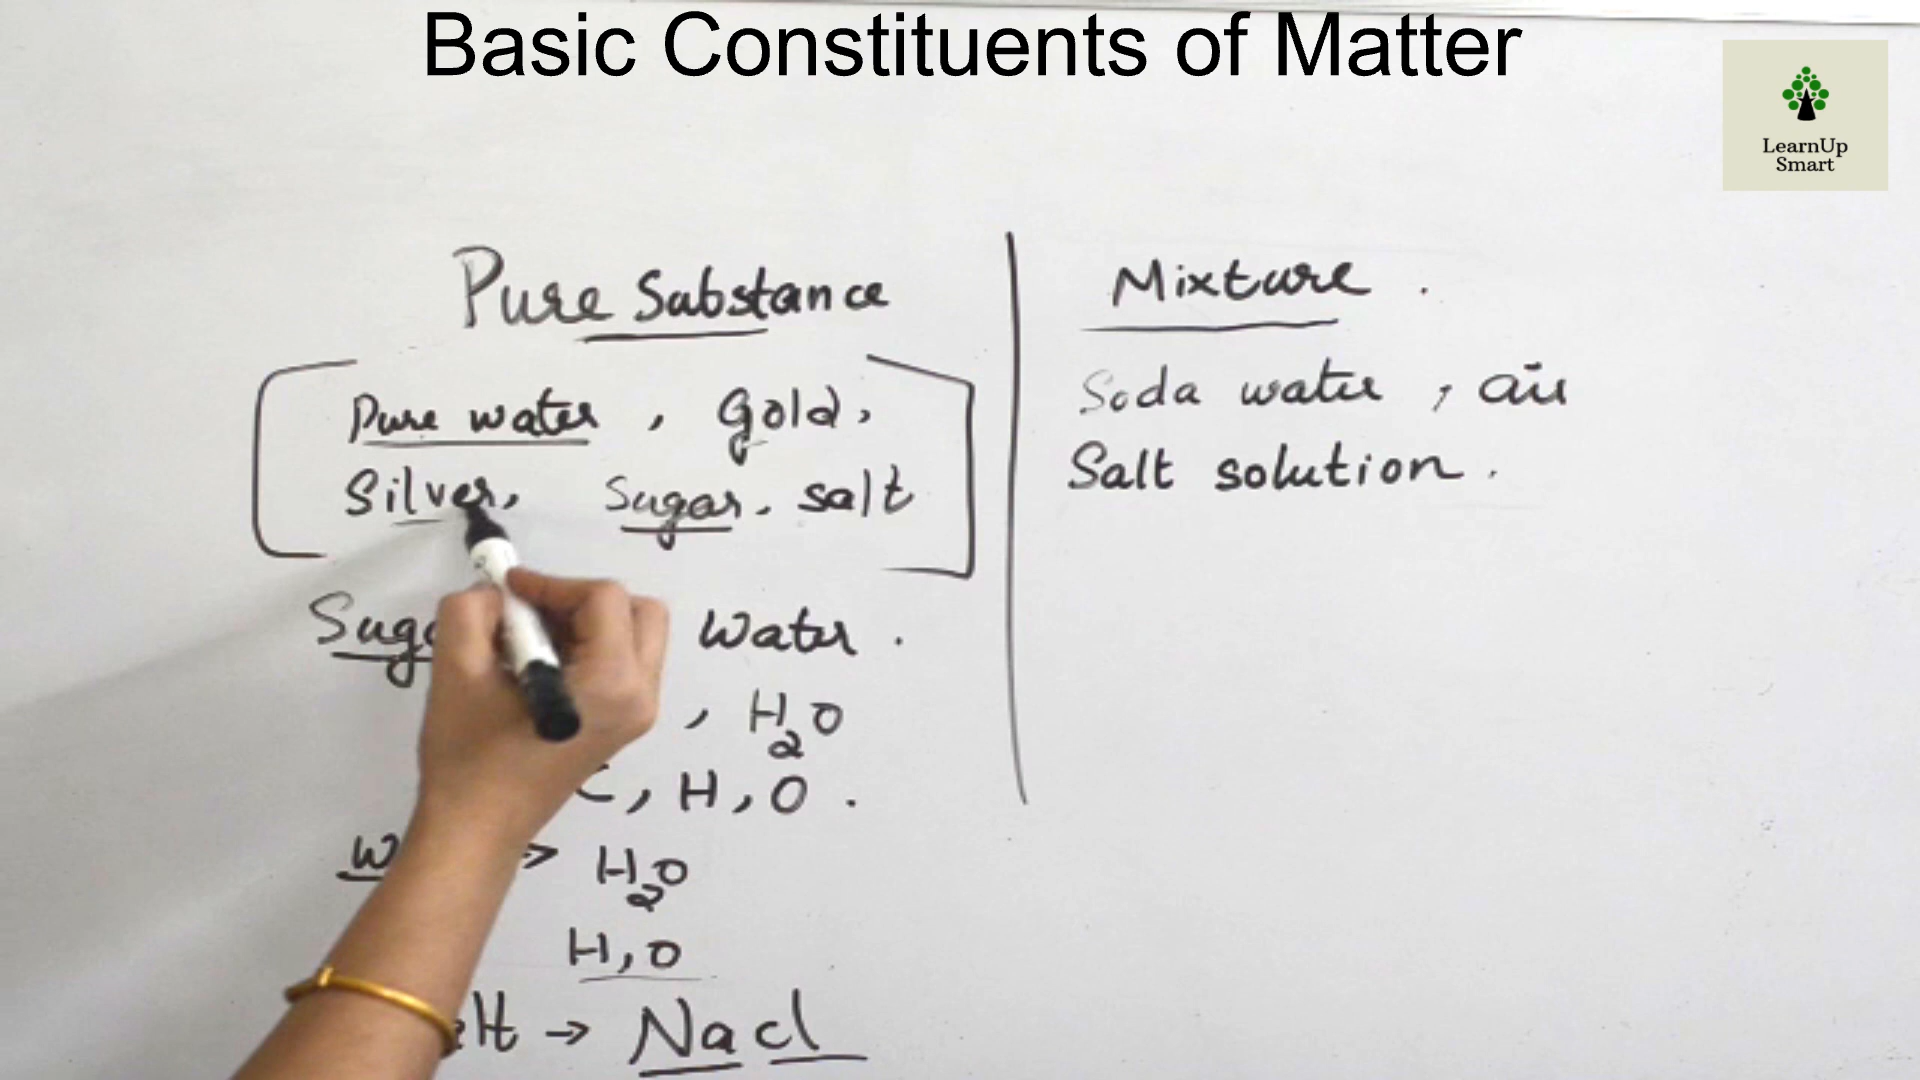 Basic Constituents of Matter
LearnUp
Smart
Pure Substance
Pure water, Gold,
Silver, Sugar, salt
Water.
, H2O
C, H, O.
→ H2O
H, O
→ Nacl
Mixture.
Soda water, air
Salt solution.